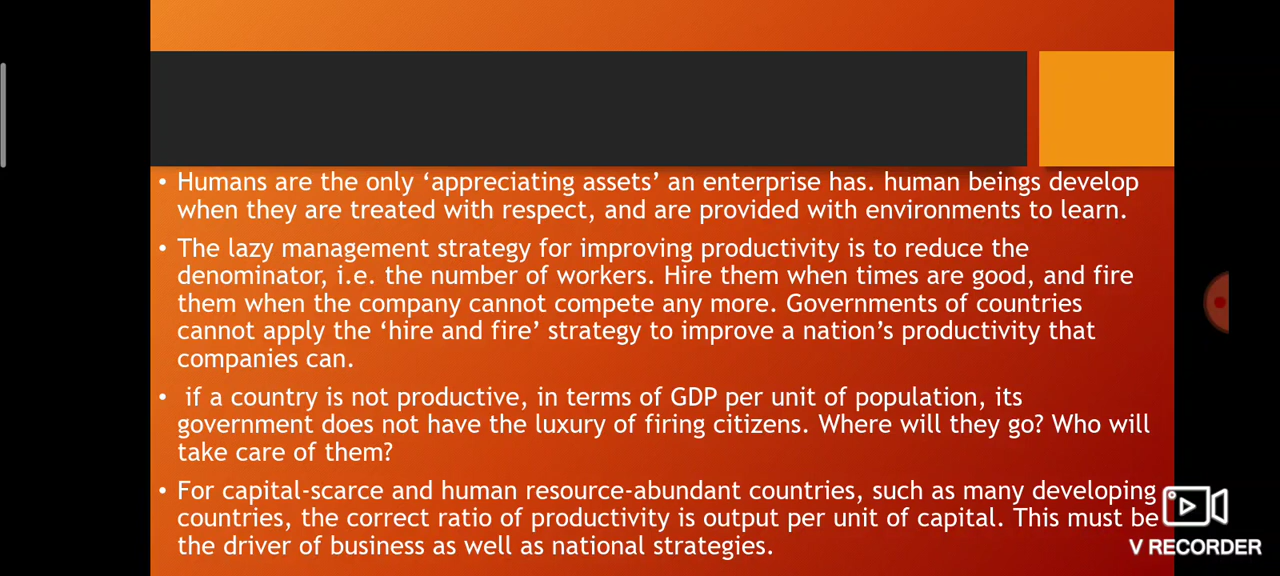 • Humans are the only ‘appreciating assets’ an enterprise has. human beings develop
when they are treated with respect, and are provided with environments to learn.
• The lazy management strategy for improving productivity is to reduce the
denominator, i.e. the number of workers. Hire them when times are good, and fire
them when the company cannot compete any more. Governments of countries
cannot apply the ‘hire and fire’ strategy to improve a nation’s productivity that
companies can.
• if a country is not productive, in terms of GDP per unit of population, its
government does not have the luxury of firing citizens. Where will they go? Who will
take care of them?
• For capital-scarce and human resource-abundant countries, such as many developing
countries, the correct ratio of productivity is output per unit of capital. This must be
the driver of business as well as national strategies.
V RECORDER